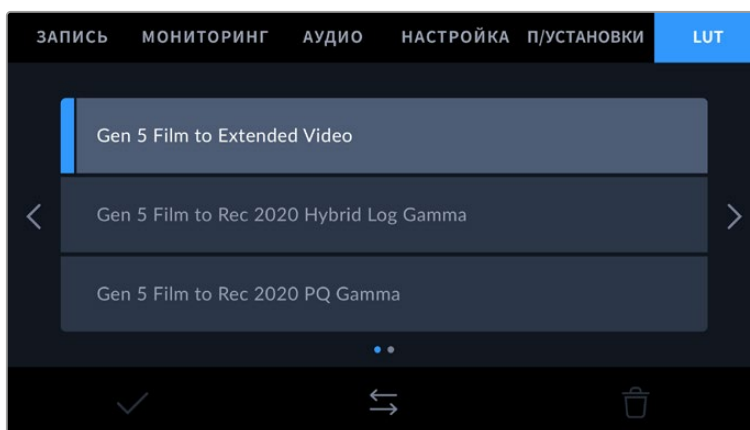 ЗАПИСЬ МОНИТОРИНГ АУДИО НАСТРОЙКА П/УСТАНОВКИ LUT
Gen 5 Film to Extended Video
Gen 5 Film to Rec 2020 Hybrid Log Gamma
Gen 5 Film to Rec 2020 PQ Gamma